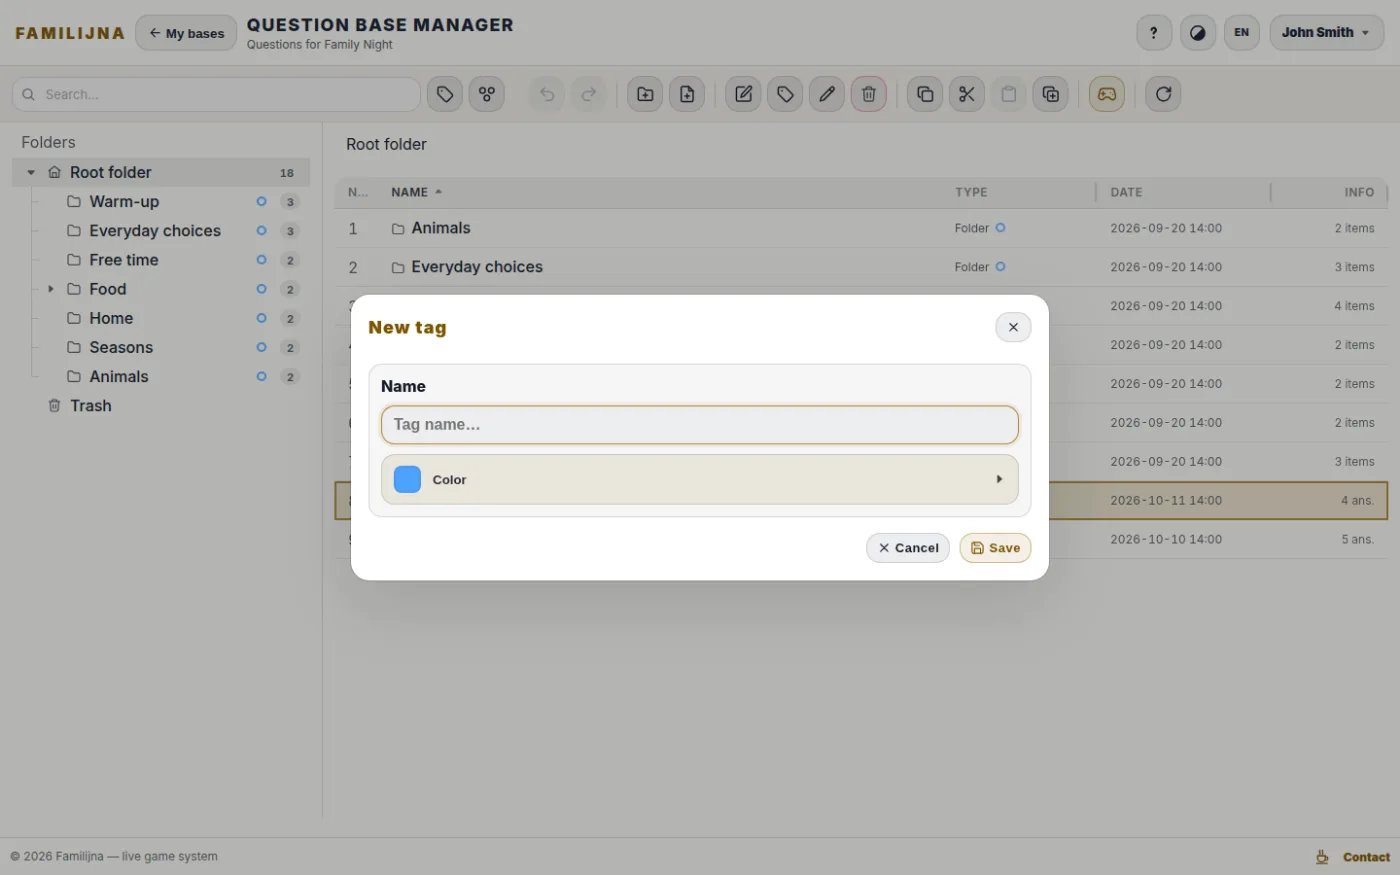 FAMILIJNA
My bases
QUESTION BASE MANAGER
Questions for Family Night
?
EN
John Smith
Search...
Folders
Root folder 18
Warm-up 3
Everyday choices 3
Free time 2
Food 2
Home 2
Seasons 2
Animals 2
Trash
Root folder
N... NAME TYPE DATE INFO
1 Animals Folder 2026-09-20 14:00 2 items
2 Everyday choices Folder 2026-09-20 14:00 3 items
2026-09-20 14:00 4 items
2026-09-20 14:00 2 items
2026-09-20 14:00 2 items
2026-09-20 14:00 2 items
2026-09-20 14:00 3 items
2026-10-11 14:00 4 ans.
2026-10-10 14:00 5 ans.
New tag
Name
Tag name...
Color
Cancel
Save
© 2026 Familijna — live game system
Contact